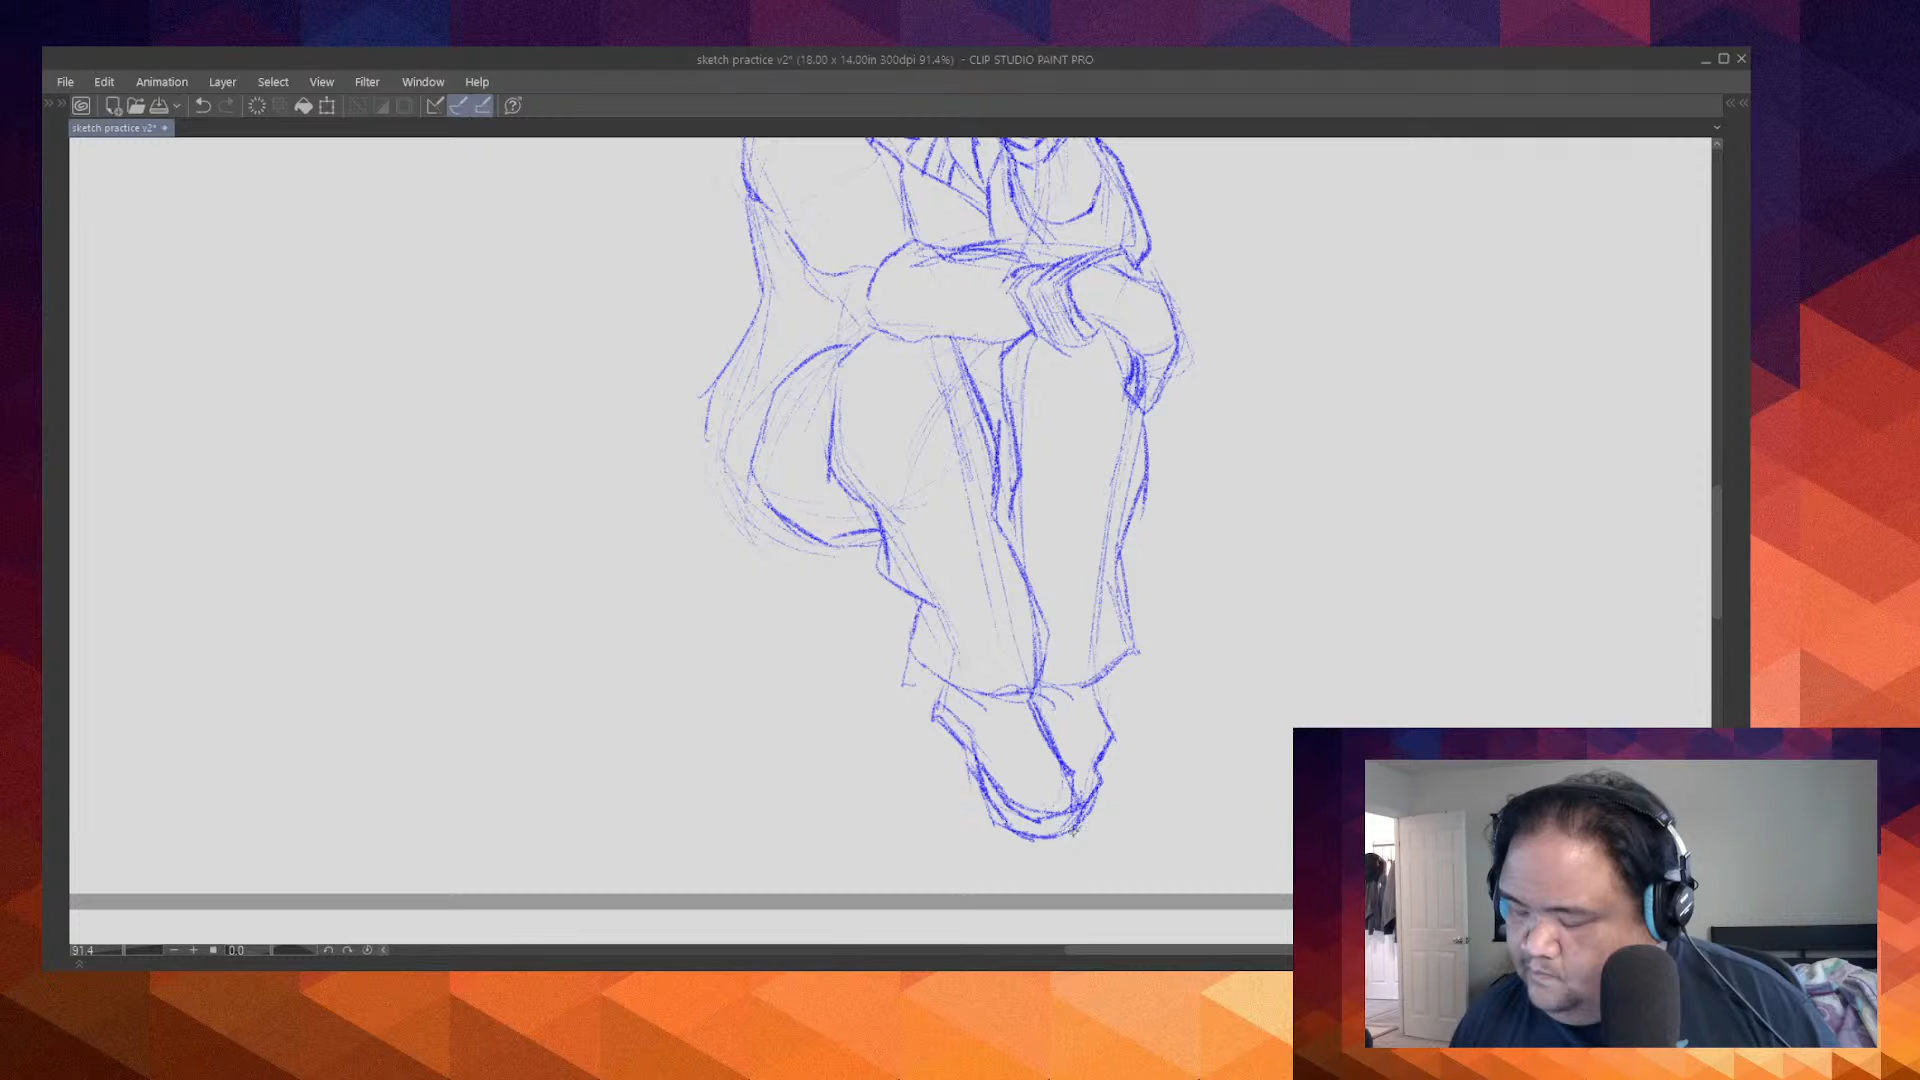 sketch practice v2* (18.00 x 14.00in 300dpi 91.4%) - CLIP STUDIO PAINT PRO
File Edit Animation Layer Select View Filter Window Help
sketch practice v2*
91.4 0.0